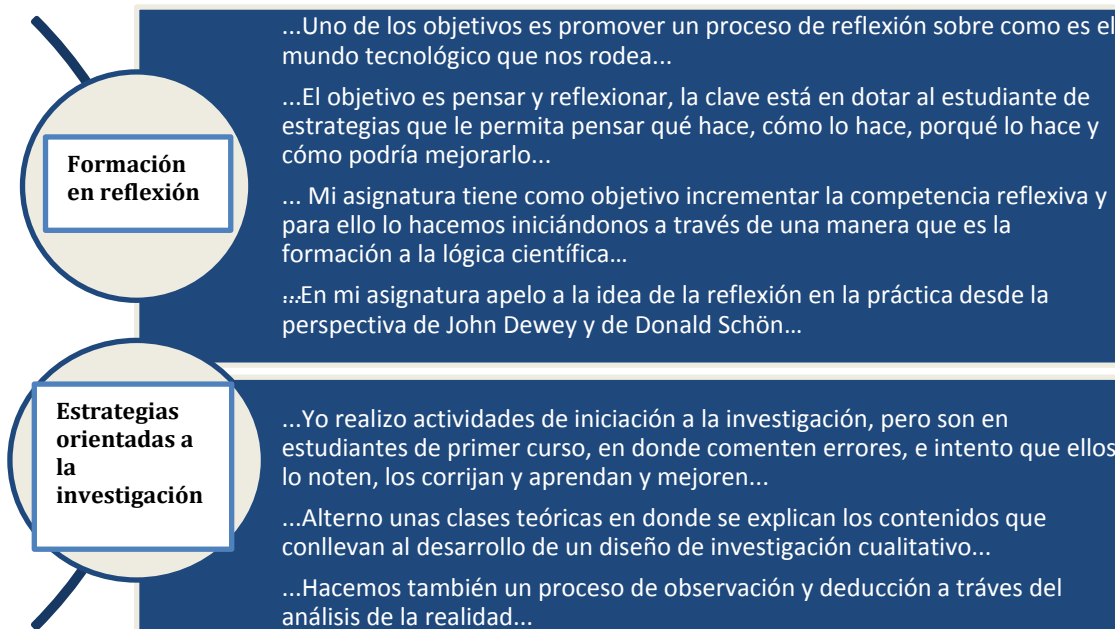 Formación
en reflexión
...Uno de los objetivos es promover un proceso de reflexión sobre como es el
mundo tecnológico que nos rodea...
...El objetivo es pensar y reflexionar, la clave está en dotar al estudiante de
estrategias que le permita pensar qué hace, cómo lo hace, porqué lo hace y
cómo podría mejorarlo...
... Mi asignatura tiene como objetivo incrementar la competencia reflexiva y
para ello lo hacemos iniciándonos a través de una manera que es la
formación a la lógica científica...
...En mi asignatura apelo a la idea de la reflexión en la práctica desde la
perspectiva de John Dewey y de Donald Schön...
Estrategias
orientadas a
la
investigación
...Yo realizo actividades de iniciación a la investigación, pero son en
estudiantes de primer curso, en donde comenten errores, e intento que ellos
lo noten, los corrijan y aprendan y mejoren...
...Alterno unas clases teóricas en donde se explican los contenidos que
conllevan al desarrollo de un diseño de investigación cualitativo...
...Hacemos también un proceso de observación y deducción a tráves del
análisis de la realidad...